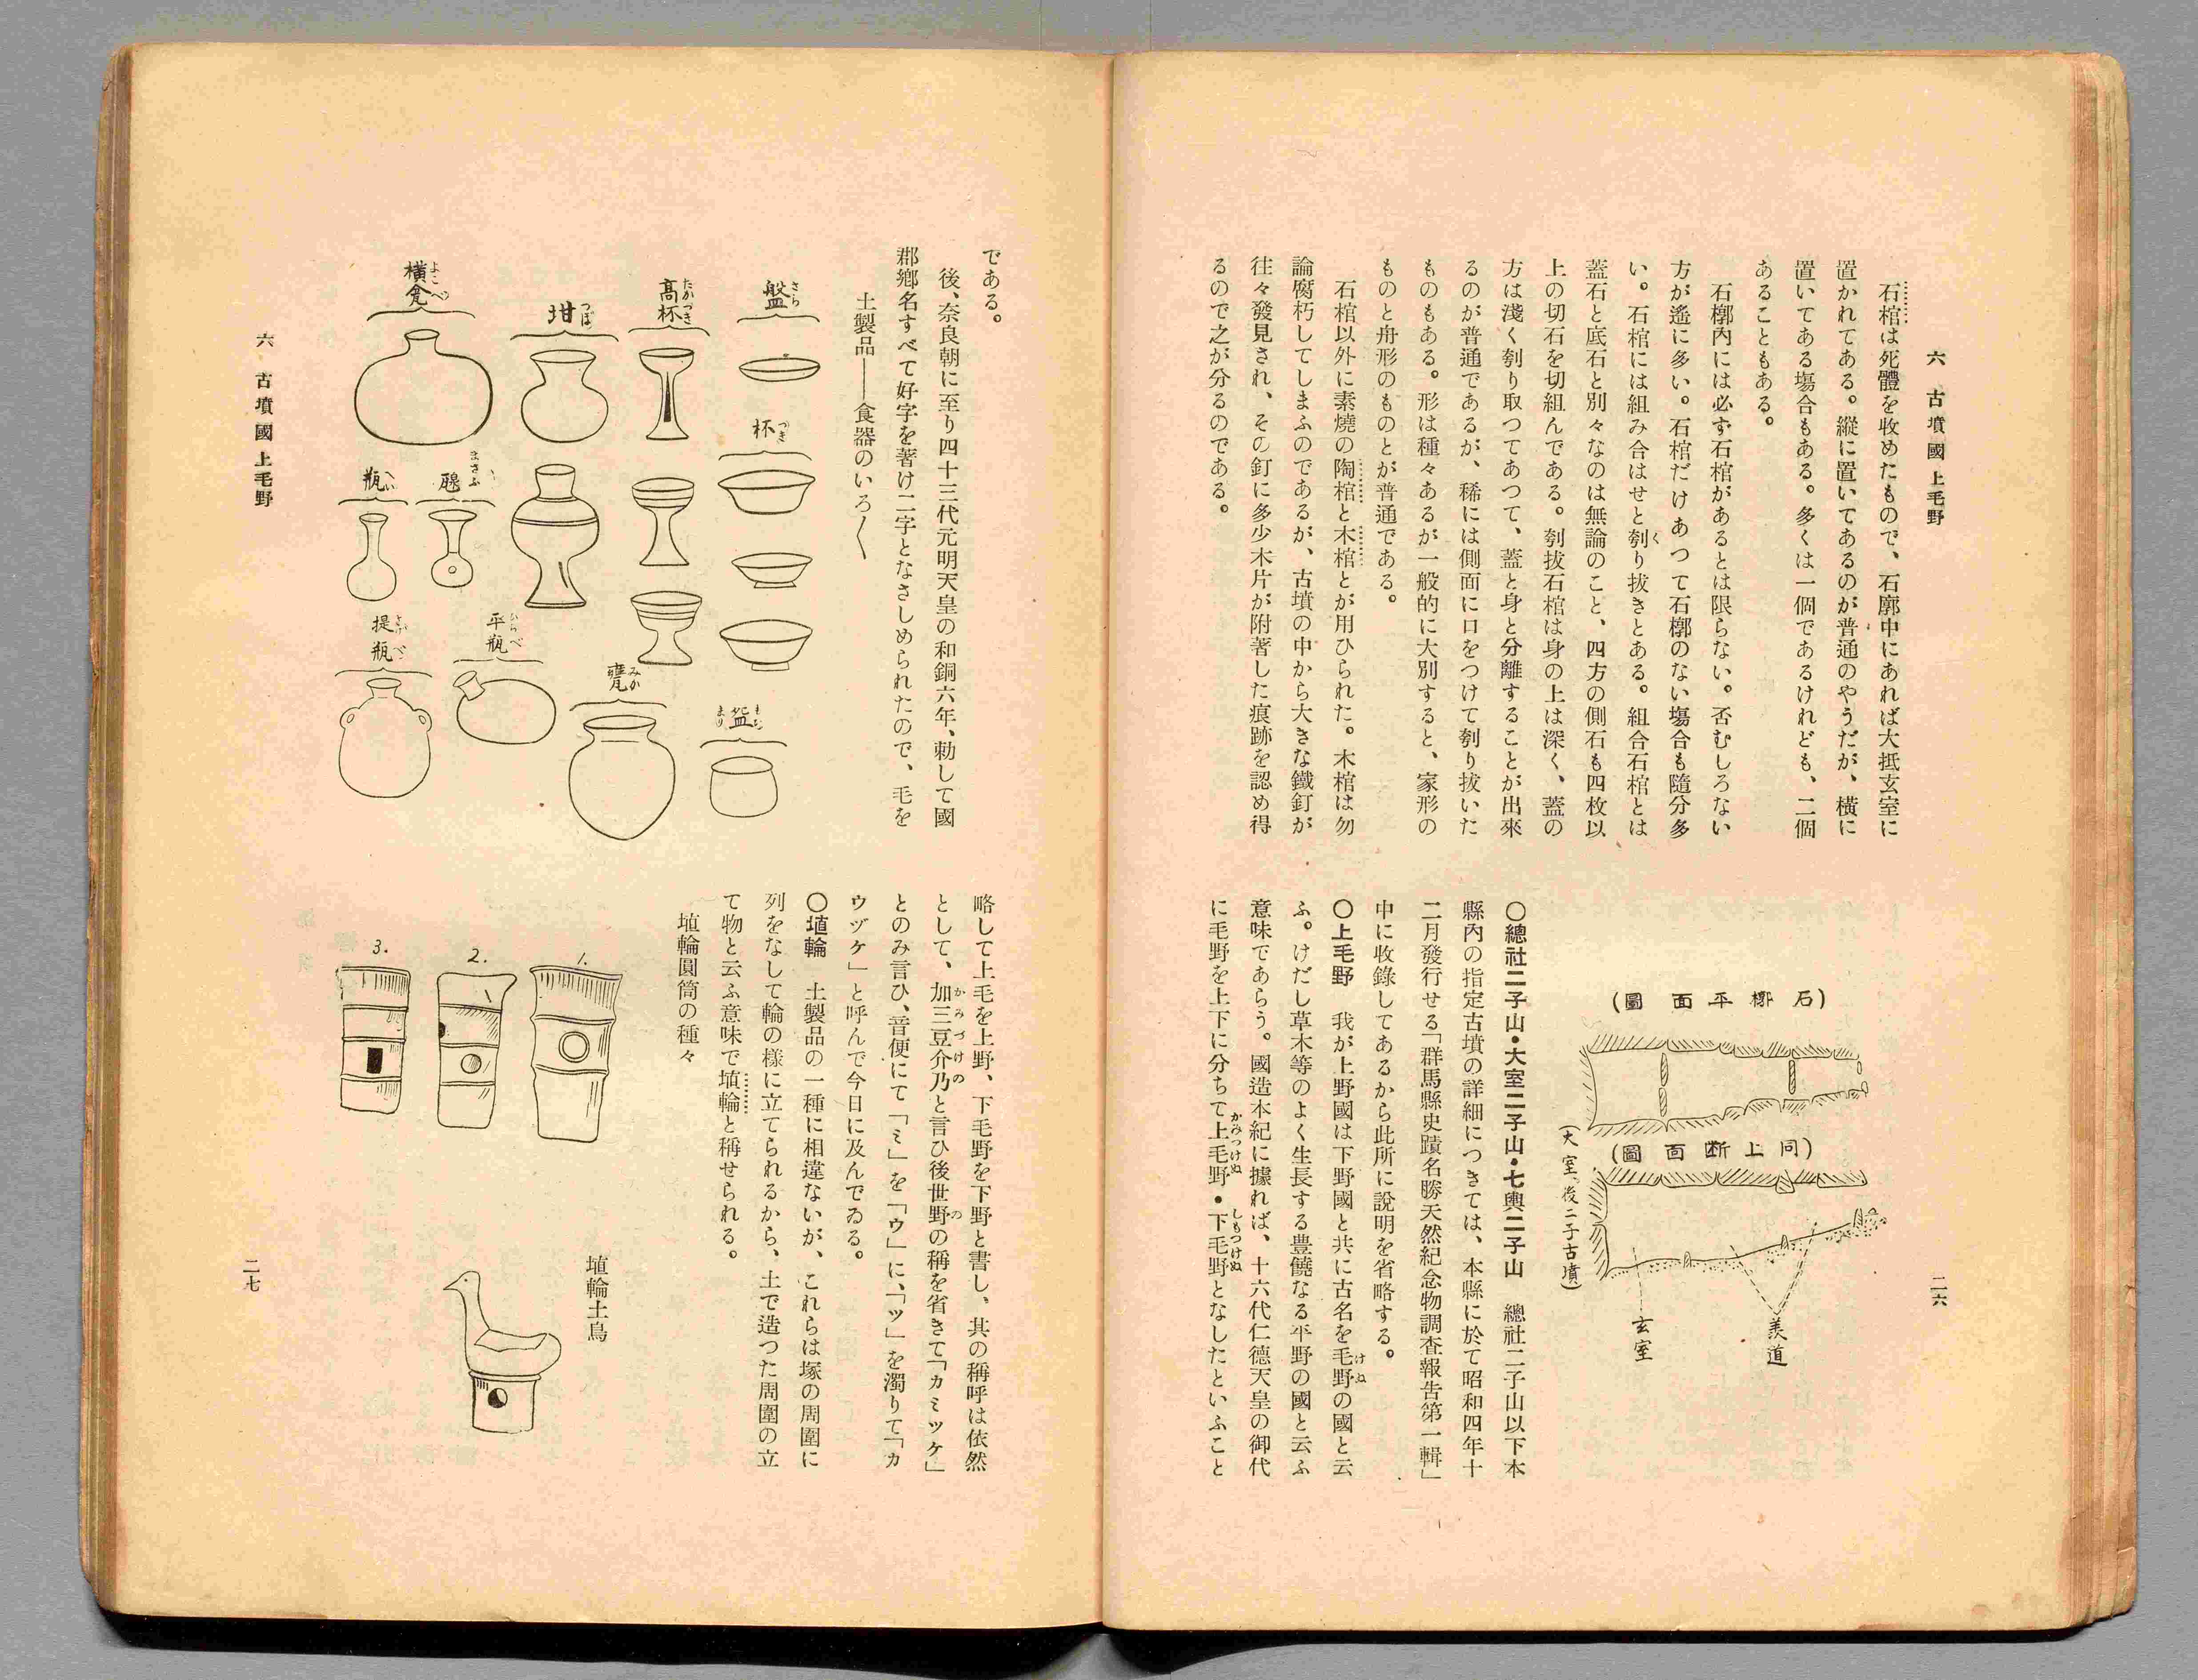 六　古墳國上毛野
石棺は死體を收めたもので、石廓中にあれば大抵玄室に
置かれてある。縱に置いてあるのが普通のやうだが、橫に
置いてある塲合もある。多くは一個であるけれども、二個
あることもある。
石槨內には必ず石棺があるとは限らない。否むしろない
方が遙に多い。石棺だけあつて石槨のない塲合も隨分多
い。石棺には組み合はせと刳り拔きとある。組合石棺とは
蓋石と底石と別々なのは無論のこと、四方の側石も四枚以
上の切石を切組んである。刳拔石棺は身の上は深く、蓋の
方は淺く刳り取つてあつて、蓋と身と分離することが出來
るのが普通であるが、稀には側面に口をつけて刳り拔いた
ものもある。形は種々あるが一般的に大別すると、家形の
ものと舟形のものとが普通である。
石棺以外に素燒の陶棺と木棺とが用ひられた。木棺は勿
論腐朽してしまふのであるが、古墳の中から大きな鐵釘が
往々發見され、その釘に多少木片が附著した痕跡を認め得
るので之が分るのである。
(石槨平面圖)
(同上断面圖)
(大室、後二子古墳)
玄室
羨道
〇總社二子山・大室二子山・七輿二子山　總社二子山以下本
縣內の指定古墳の詳細につきては、本縣に於て昭和四年十
二月發行せる「群馬縣史蹟名勝天然紀念物調査報告第一輯」
中に收錄してあるから此所に說明を省略する。
〇上毛野　我が上野國は下野國と共に古名を毛野の國と云
ふ。けだし草木等のよく生長する豊饒なる平野の國と云ふ
意味であらう。國造本紀に據れば、十六代仁德天皇の御代
に毛野を上下に分ちて上毛野・下毛野となしたといふこと
二六
である。
後、奈良朝に至り四十三代元明天皇の和銅六年、勅して國
郡鄉名すべて好字を著け二字となさしめられたので、毛を
土製品――食器のいろ〱
盤さら
杯つき
高杯たかつき
坩つぼ
橫瓮よこべ
瓶へい
平瓶ひらべ
提瓶さげべ
甕みか
略して上毛を上野、下毛野を下野と書し、其の稱呼は依然
として、加三豆介乃と言ひ後世野の稱を省きて「カミツケ」
とのみ言ひ、音便にて「ミ」を「ウ」に、「ツ」を濁りて「カ
ウヅケ」と呼んで今日に及んでゐる。
〇埴輪　土製品の一種に相違ないが、これらは塚の周圍に
列をなして輪の樣に立てられるから、土で造つた周圍の立
て物と云ふ意味で埴輪と稱せられる。
埴輪圓筒の種々
1.
2.
3.
埴輪土鳥
六　古墳國上毛野
二七